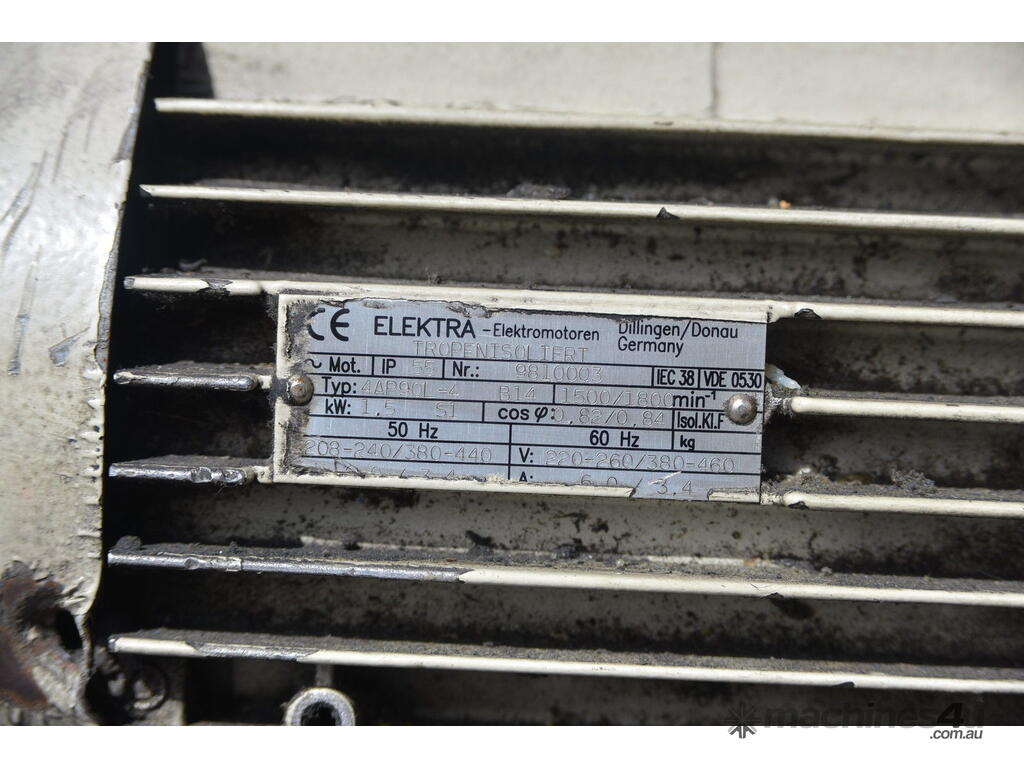 CE ELEKTRA - Elektromotoren Dillingen/Donau
Germany
TROPENISOLIERT
~ Mot. IP 55 Nr.: 9810003 IEC 38 VDE 0530
Typ: 4AP90L-4 B14 1500/1800 min-1
kW: 1,5 S1 cos φ: 0,82/0,84 Isol.Kl.F
50 Hz 60 Hz kg
208-240/380-440 V: 220-260/380-460
/ 3,4 A: 6,0 / 3,4
machines4u
.com.au